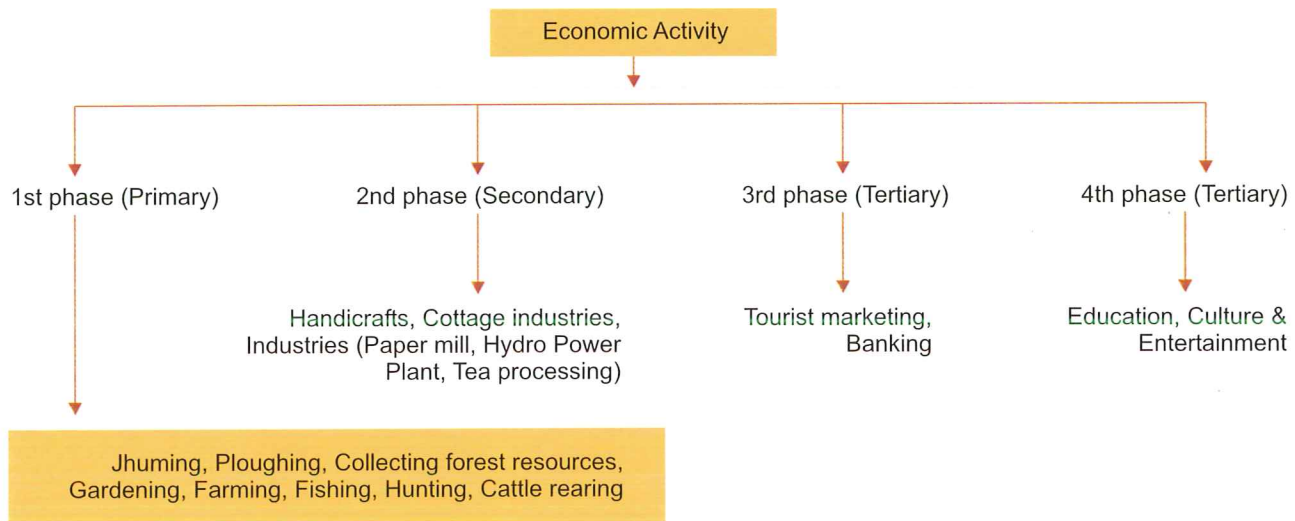 Economic Activity
1st phase (Primary)
2nd phase (Secondary)
3rd phase (Tertiary)
4th phase (Tertiary)
Handicrafts, Cottage industries,
Industries (Paper mill, Hydro Power
Plant, Tea processing)
Tourist marketing,
Banking
Education, Culture &
Entertainment
Jhuming, Ploughing, Collecting forest resources,
Gardening, Farming, Fishing, Hunting, Cattle rearing